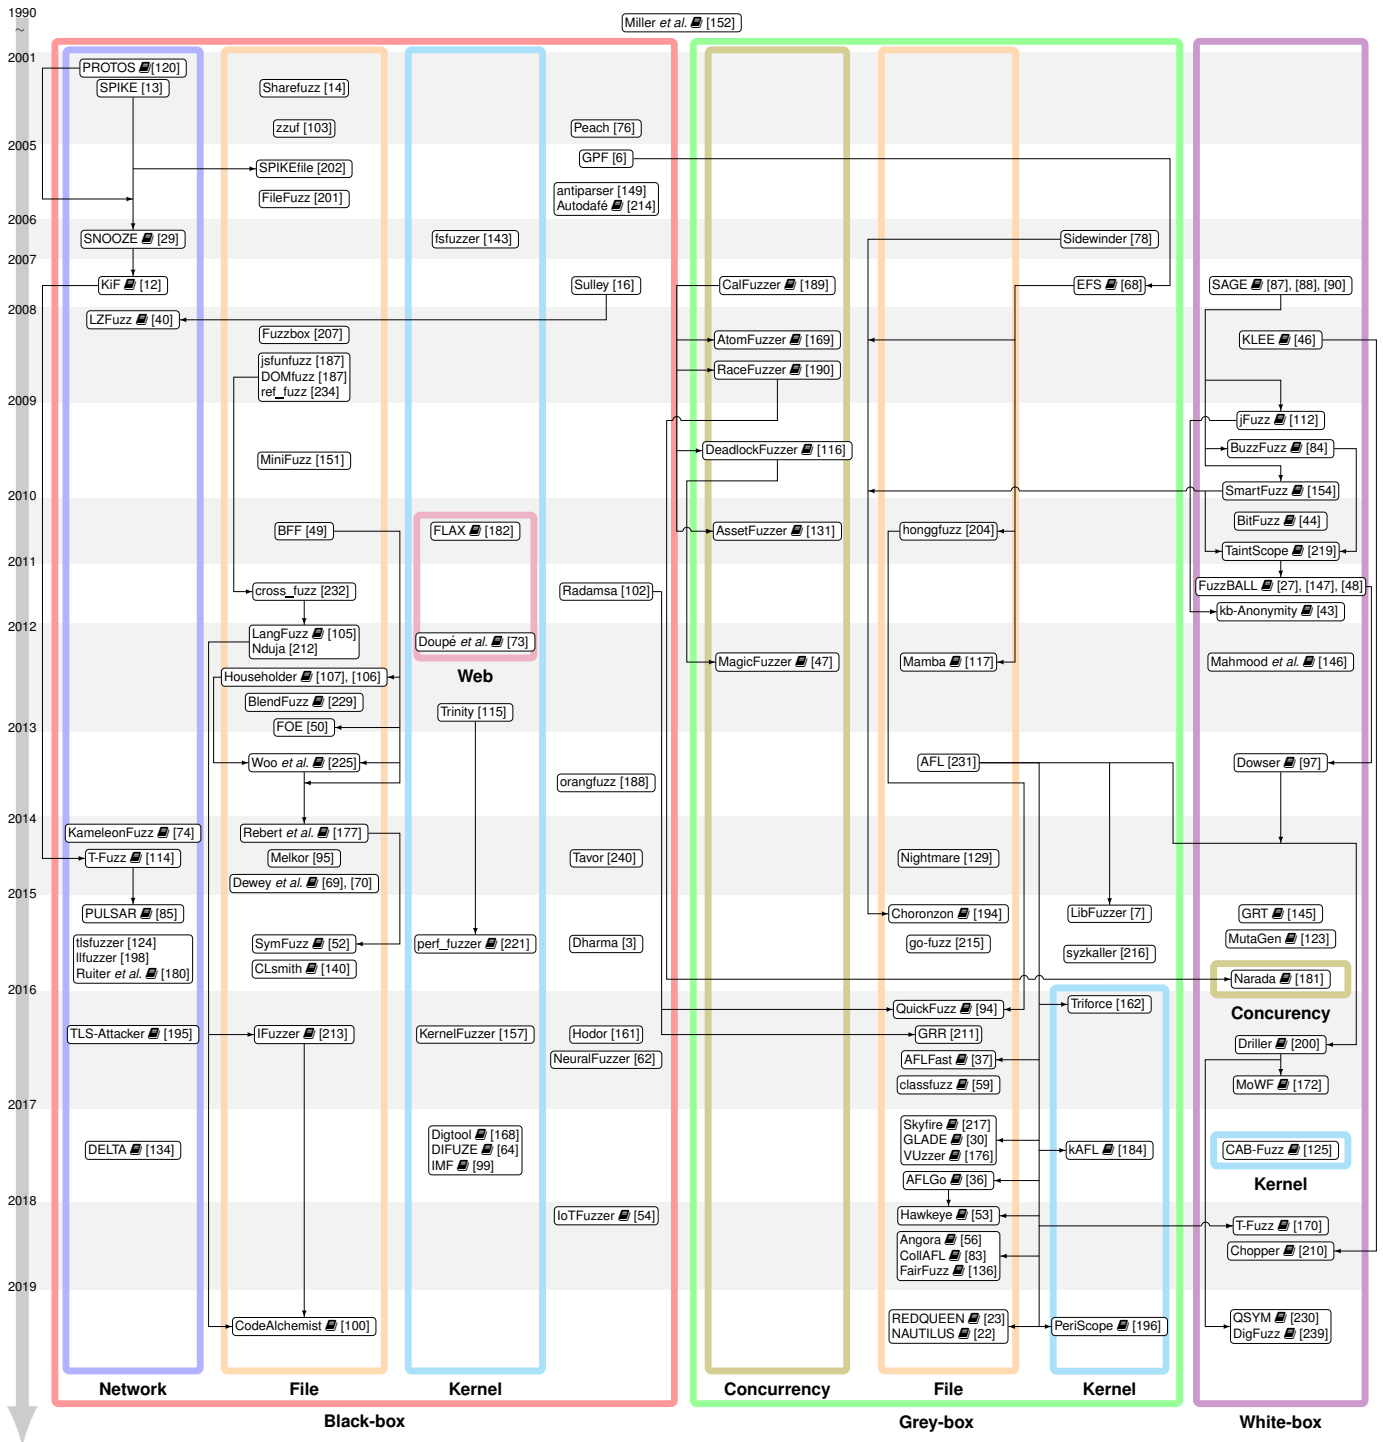 1990
~
Miller et al. [152]
2001
PROTOS [120]
SPIKE [13]
Sharefuzz [14]
zzuf [103]
Peach [76]
2005
GPF [6]
SPIKEfile [202]
FileFuzz [201]
antiparser [149]
Autodafé [214]
2006
SNOOZE [29]
fsfuzzer [143]
Sidewinder [78]
2007
KiF [12]
Sulley [16]
CalFuzzer [189]
EFS [68]
SAGE [87], [88], [90]
2008
LZFuzz [40]
Fuzzbox [207]
AtomFuzzer [169]
KLEE [46]
jsfunfuzz [187]
DOMfuzz [187]
ref_fuzz [234]
RaceFuzzer [190]
2009
jFuzz [112]
DeadlockFuzzer [116]
BuzzFuzz [84]
MiniFuzz [151]
SmartFuzz [154]
2010
BitFuzz [44]
BFF [49]
FLAX [182]
AssetFuzzer [131]
honggfuzz [204]
TaintScope [219]
2011
cross_fuzz [232]
Radamsa [102]
FuzzBALL [27], [147], [48]
kb-Anonymity [43]
2012
LangFuzz [105]
Nduja [212]
Doupé et al. [73]
Web
MagicFuzzer [47]
Mamba [117]
Mahmood et al. [146]
Householder [107], [106]
BlendFuzz [229]
Trinity [115]
FOE [50]
2013
Woo et al. [225]
AFL [231]
Dowser [97]
orangfuzz [188]
2014
KameleonFuzz [74]
Rebert et al. [177]
T-Fuzz [114]
Melkor [95]
Tavor [240]
Nightmare [129]
Dewey et al. [69], [70]
2015
PULSAR [85]
Choronzon [194]
LibFuzzer [7]
GRT [145]
MutaGen [123]
tlsfuzzer [124]
llfuzzer [198]
Ruiter et al. [180]
SymFuzz [52]
perf_fuzzer [221]
Dharma [3]
go-fuzz [215]
syzkaller [216]
CLsmith [140]
Narada [181]
2016
Concurency
Triforce [162]
QuickFuzz [94]
TLS-Attacker [195]
IFuzzer [213]
KernelFuzzer [157]
Hodor [161]
GRR [211]
Driller [200]
NeuralFuzzer [62]
AFLFast [37]
classfuzz [59]
MoWF [172]
2017
Skyfire [217]
GLADE [30]
VUzzer [176]
DELTA [134]
Digtool [168]
DIFUZE [64]
IMF [99]
kAFL [184]
CAB-Fuzz [125]
Kernel
AFLGo [36]
2018
IoTFuzzer [54]
Hawkeye [53]
T-Fuzz [170]
Angora [56]
CollAFL [83]
FairFuzz [136]
Chopper [210]
2019
CodeAlchemist [100]
REDQUEEN [23]
NAUTILUS [22]
PeriScope [196]
QSYM [230]
DigFuzz [239]
Network
File
Kernel
Concurrency
File
Kernel
Black-box
Grey-box
White-box